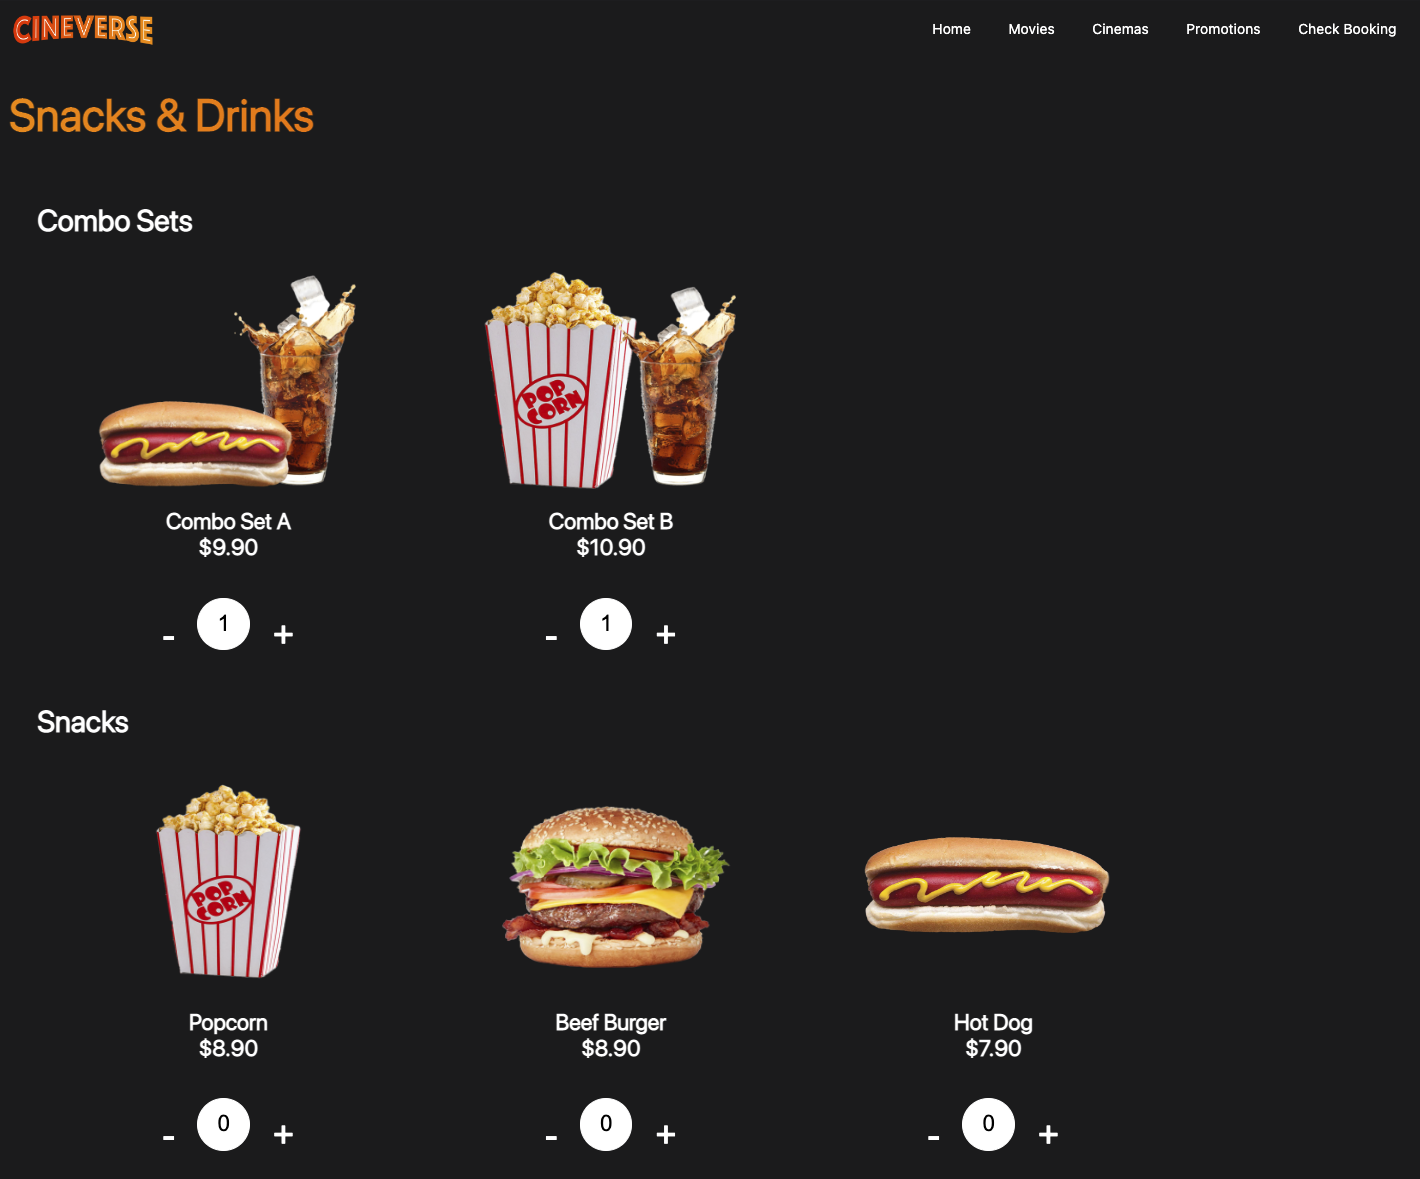 CINEVERSE
Home Movies Cinemas Promotions Check Booking
Snacks & Drinks
Combo Sets
POP
CORN
Combo Set A Combo Set B
$9.90 $10.90
- 1 + - 1 +
Snacks
POP
CORN
Popcorn Beef Burger Hot Dog
$8.90 $8.90 $7.90
- 0 + - 0 + - 0 +